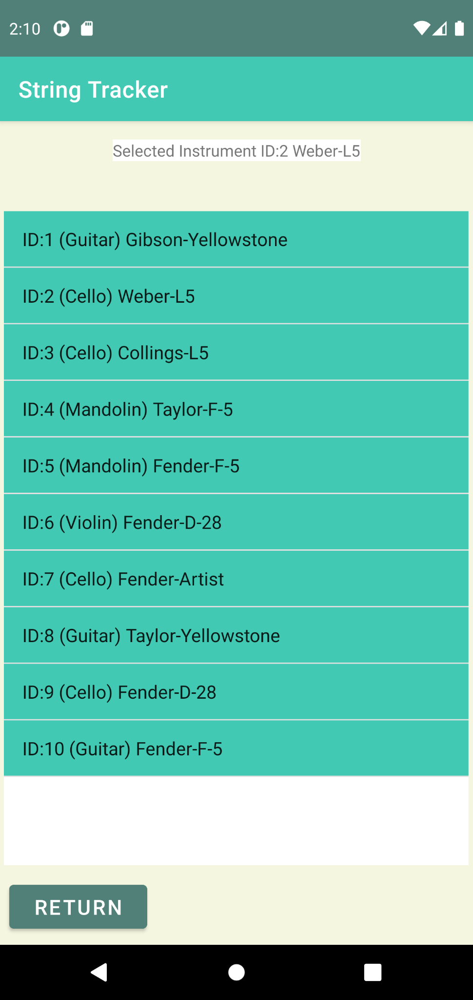 2:10
String Tracker
Selected Instrument ID:2 Weber-L5
ID:1 (Guitar) Gibson-Yellowstone
ID:2 (Cello) Weber-L5
ID:3 (Cello) Collings-L5
ID:4 (Mandolin) Taylor-F-5
ID:5 (Mandolin) Fender-F-5
ID:6 (Violin) Fender-D-28
ID:7 (Cello) Fender-Artist
ID:8 (Guitar) Taylor-Yellowstone
ID:9 (Cello) Fender-D-28
ID:10 (Guitar) Fender-F-5
RETURN